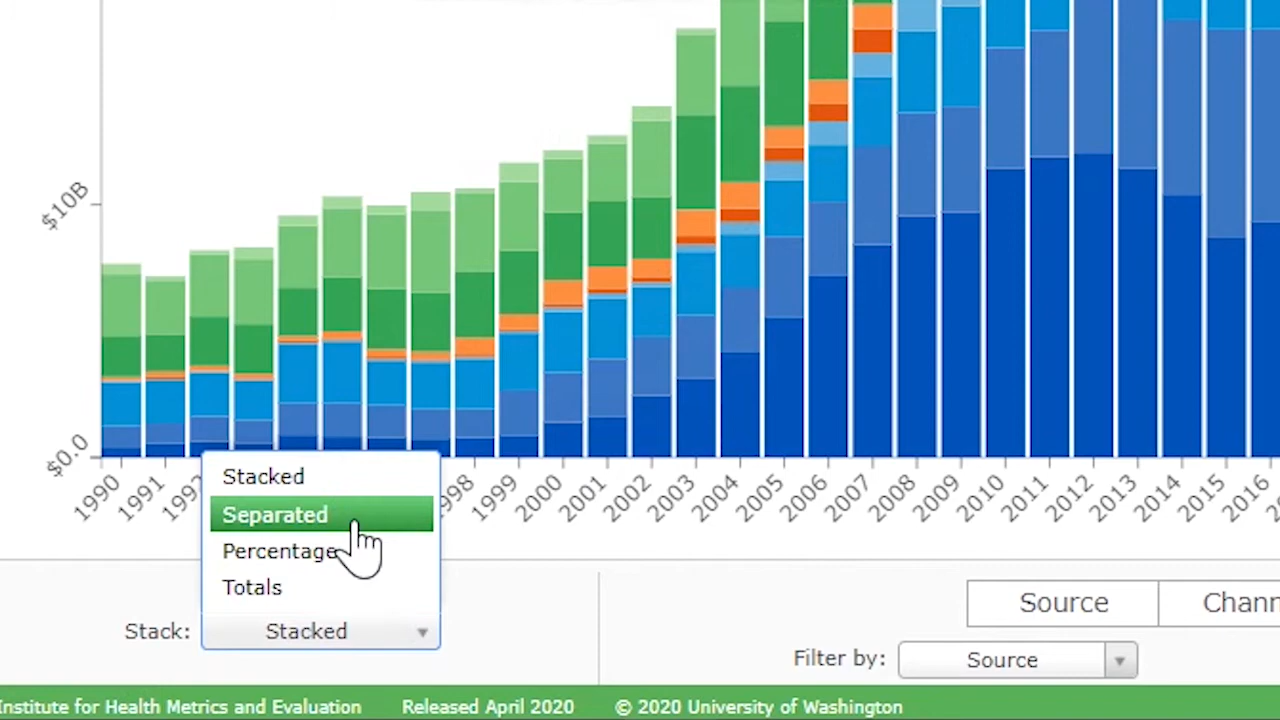 $10B
$0.0
1990
1991
1998
1999
2000
2001
2002
2003
2004
2005
2006
2007
2008
2009
2010
2011
2012
2013
2014
2015
2016
Stacked
Separated
Percentage
Totals
Stack:
Stacked
Source
Filter by:
Source
Institute for Health Metrics and Evaluation
Released April 2020
© 2020 University of Washington